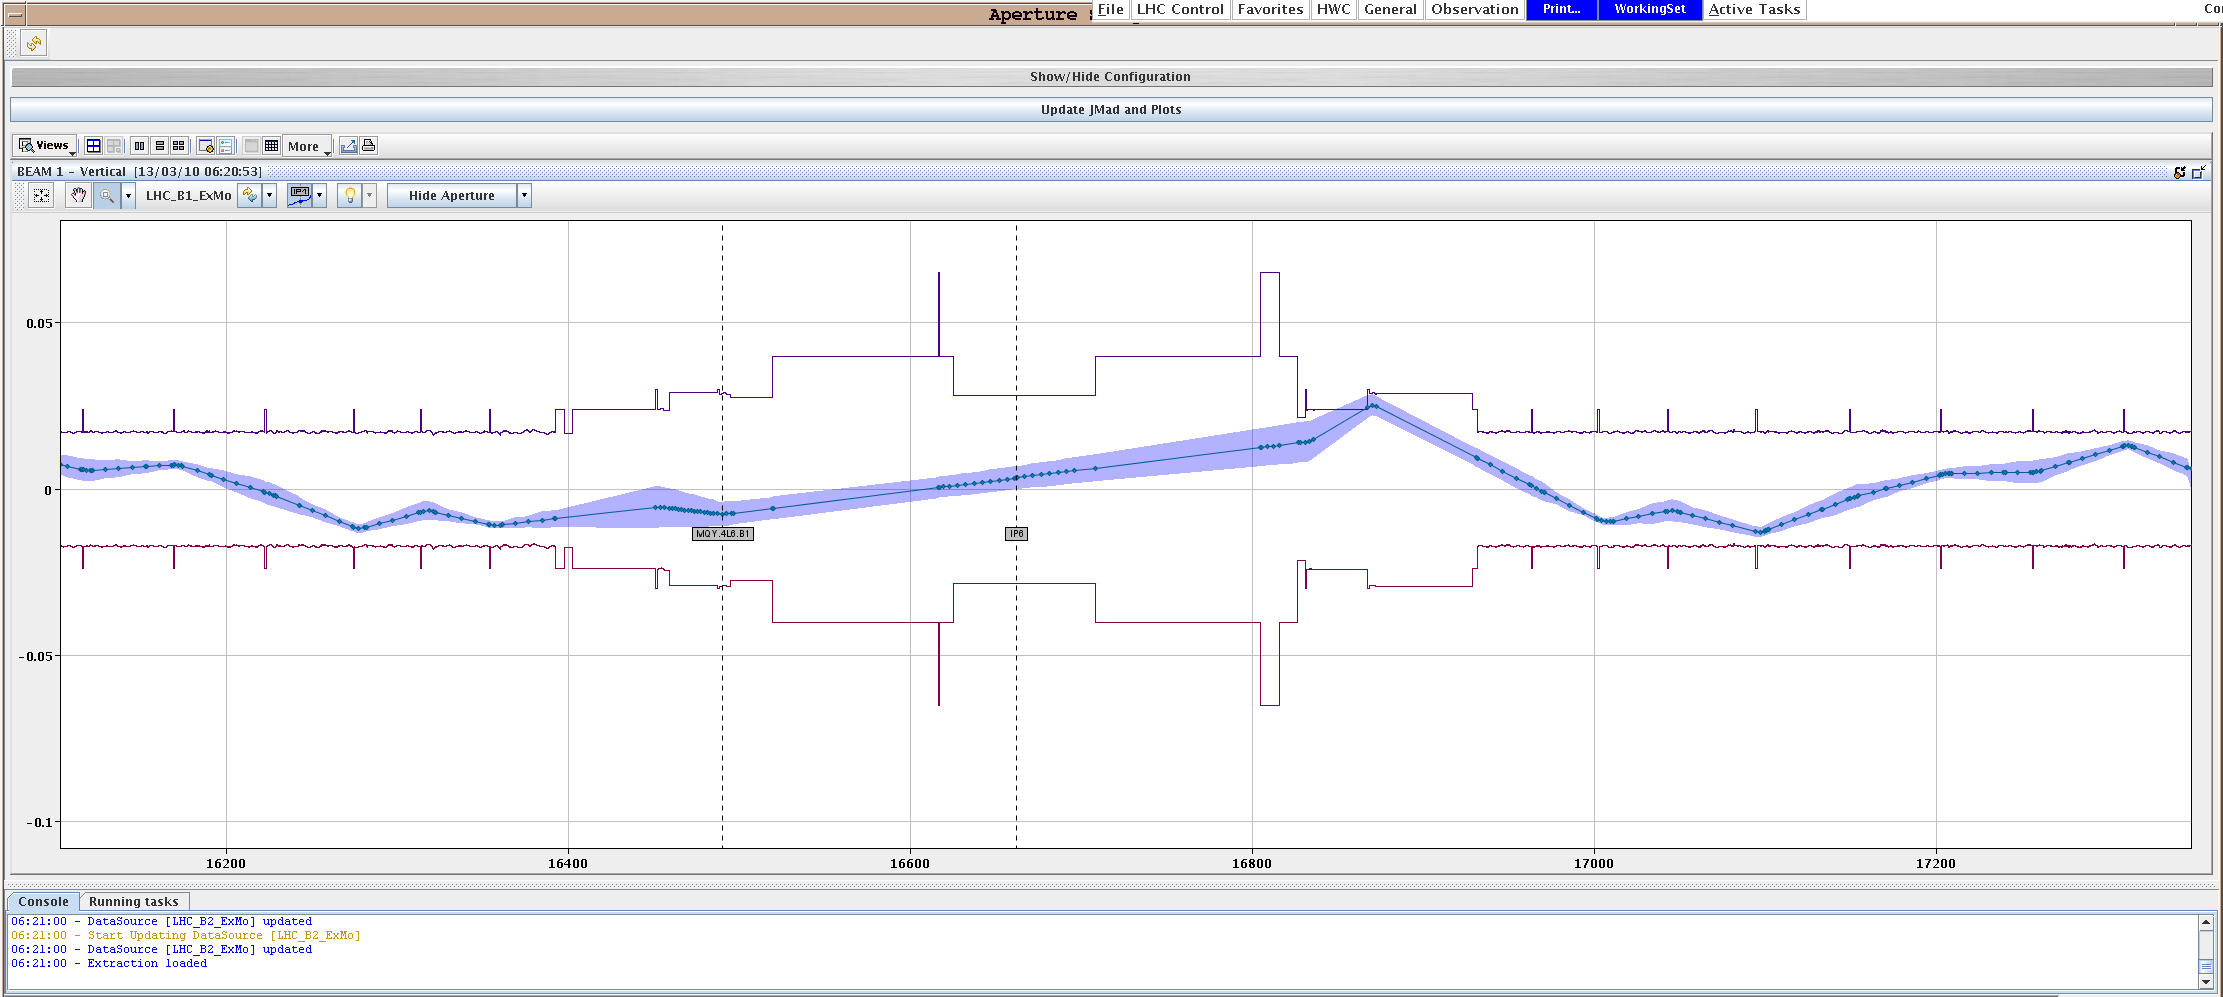 Aperture
File LHC Control Favorites HWC General Observation Print... WorkingSet Active Tasks
Show/Hide Configuration
Update JMad and Plots
Views More
BEAM 1 - Vertical [13/03/10 06:20:53]
LHC_B1_ExMo IP4 Hide Aperture
0.05
0
-0.05
-0.1
MQY.4L6.B1 IP6
16200 16400 16600 16800 17000 17200
Console Running tasks
06:21:00 - DataSource [LHC_B2_ExMo] updated
06:21:00 - Start Updating DataSource [LHC_B2_ExMo]
06:21:00 - DataSource [LHC_B2_ExMo] updated
06:21:00 - Extraction loaded